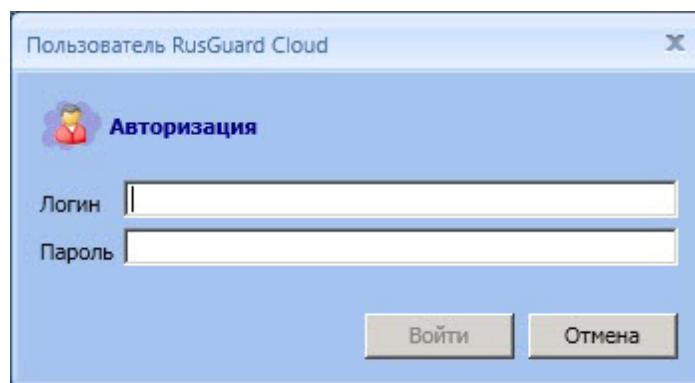 Пользователь RusGuard Cloud
Авторизация
Логин
Пароль
Войти Отмена